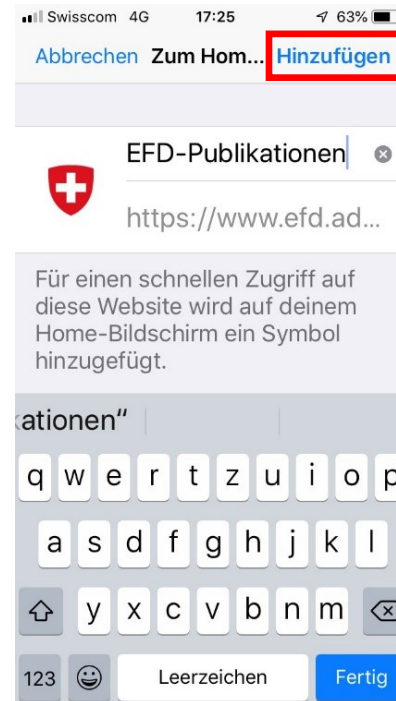 Swisscom 4G 17:25 63%
Abbrechen Zum Hom... Hinzufügen
EFD-Publikationen
https://www.efd.ad...
Für einen schnellen Zugriff auf
diese Website wird auf deinem
Home-Bildschirm ein Symbol
hinzugefügt.
ationen“
q w e r t z u i o p
a s d f g h j k l
y x c v b n m
123 Leerzeichen Fertig